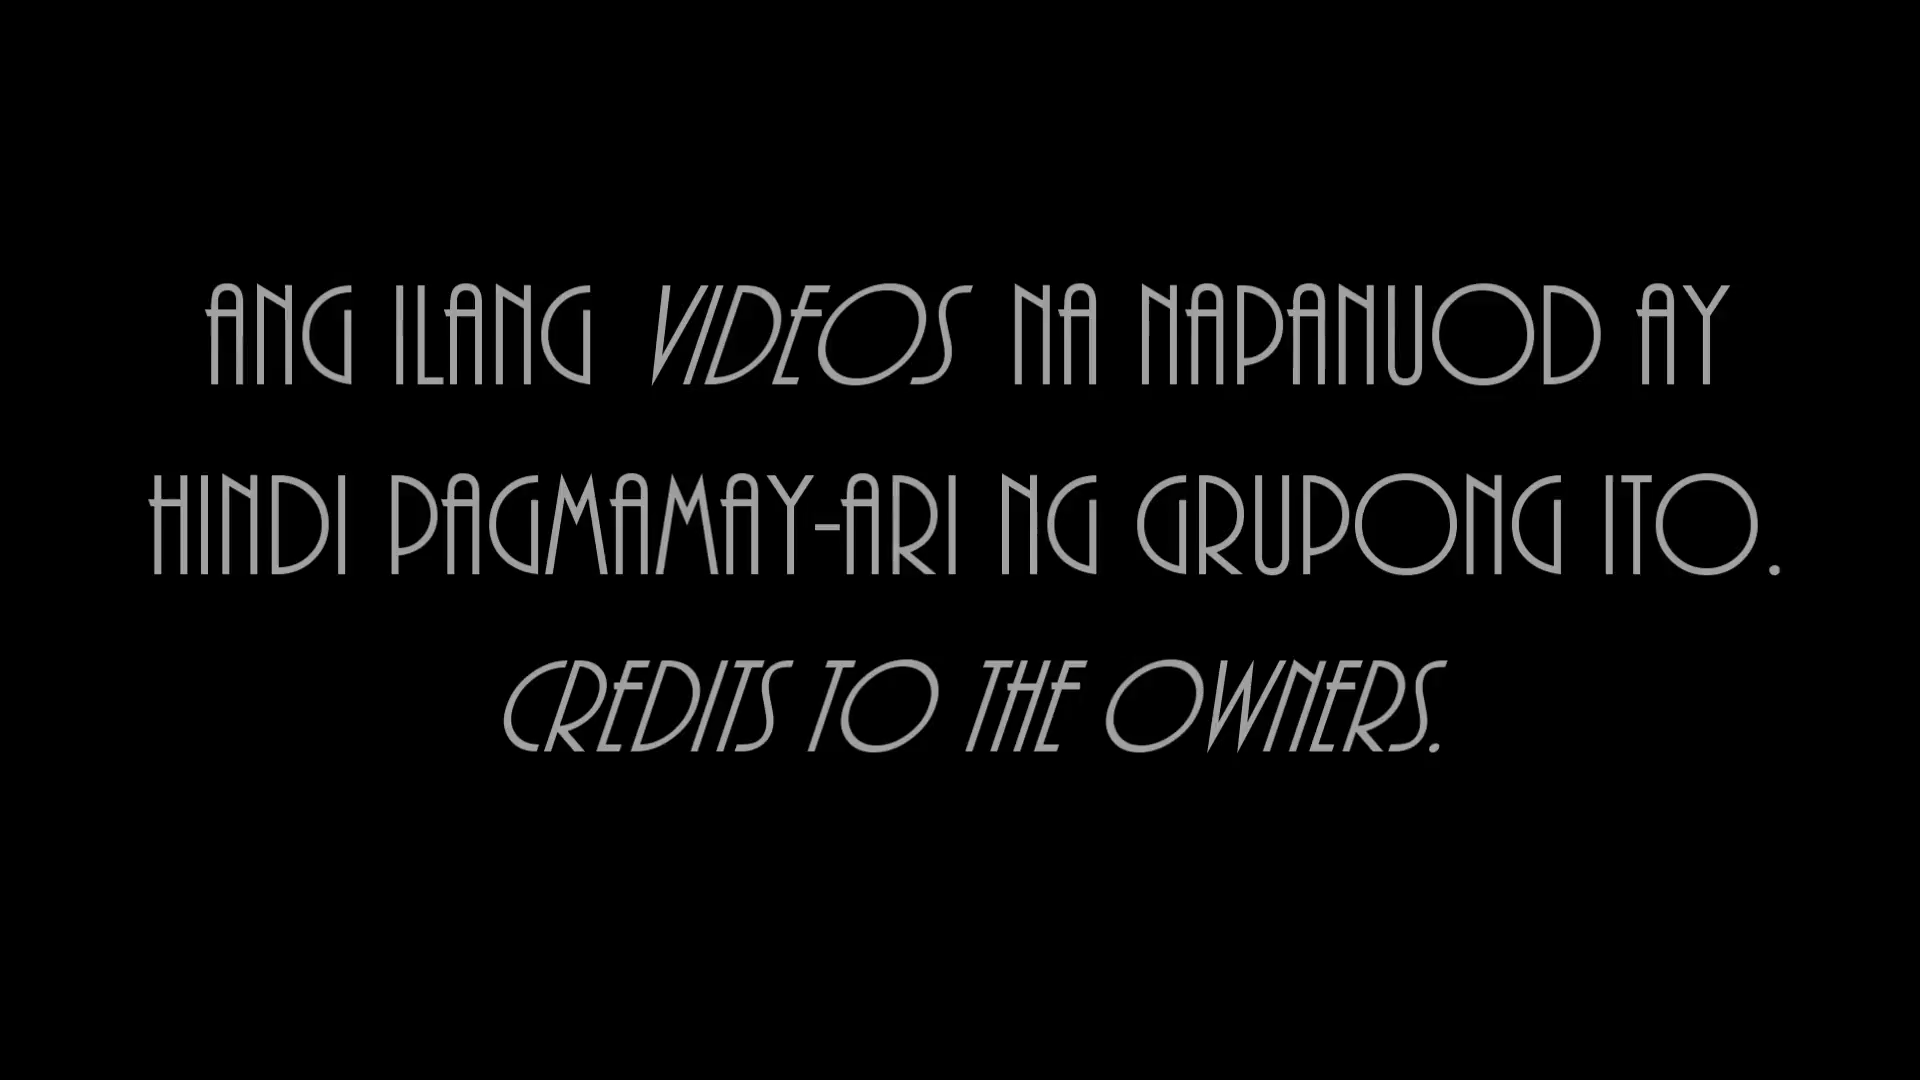 ANG ILANG VIDEOS NA NAPANUOD AY
HINDI PAGMAMAY-ARI NG GRUPONG ITO.
CREDITS TO THE OWNERS.